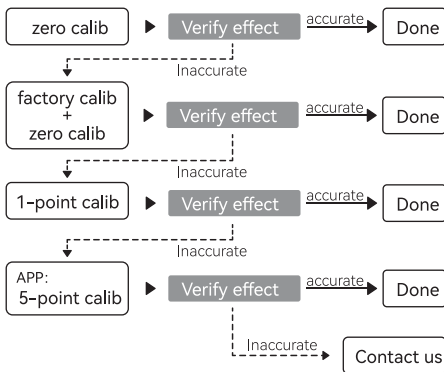 zero calib
Verify effect
accurate
Done
Inaccurate
factory calib
+
zero calib
Verify effect
accurate
Done
Inaccurate
1-point calib
Verify effect
accurate
Done
Inaccurate
APP:
5-point calib
Verify effect
accurate
Done
Inaccurate
Contact us